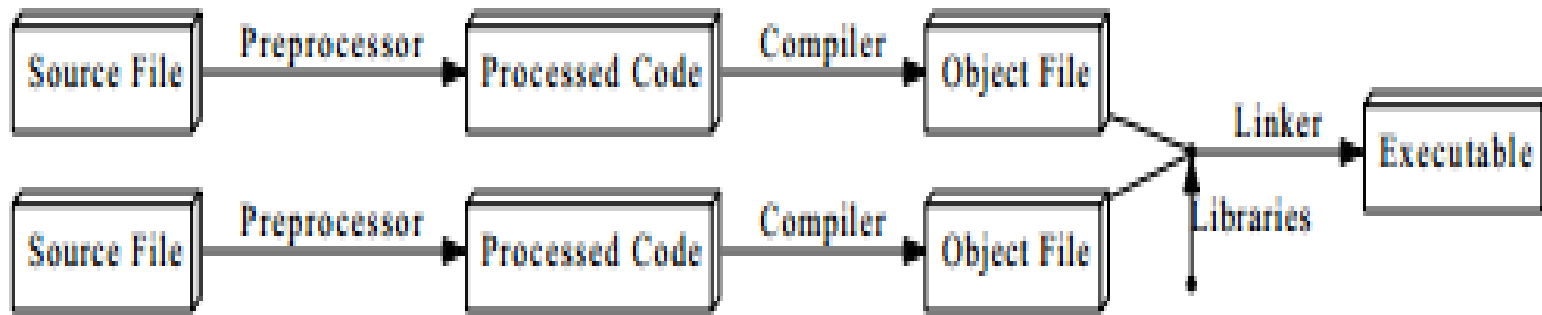 Preprocessor
Compiler
Source File
Processed Code
Object File
Linker
Executable
Preprocessor
Compiler
Libraries
Source File
Processed Code
Object File